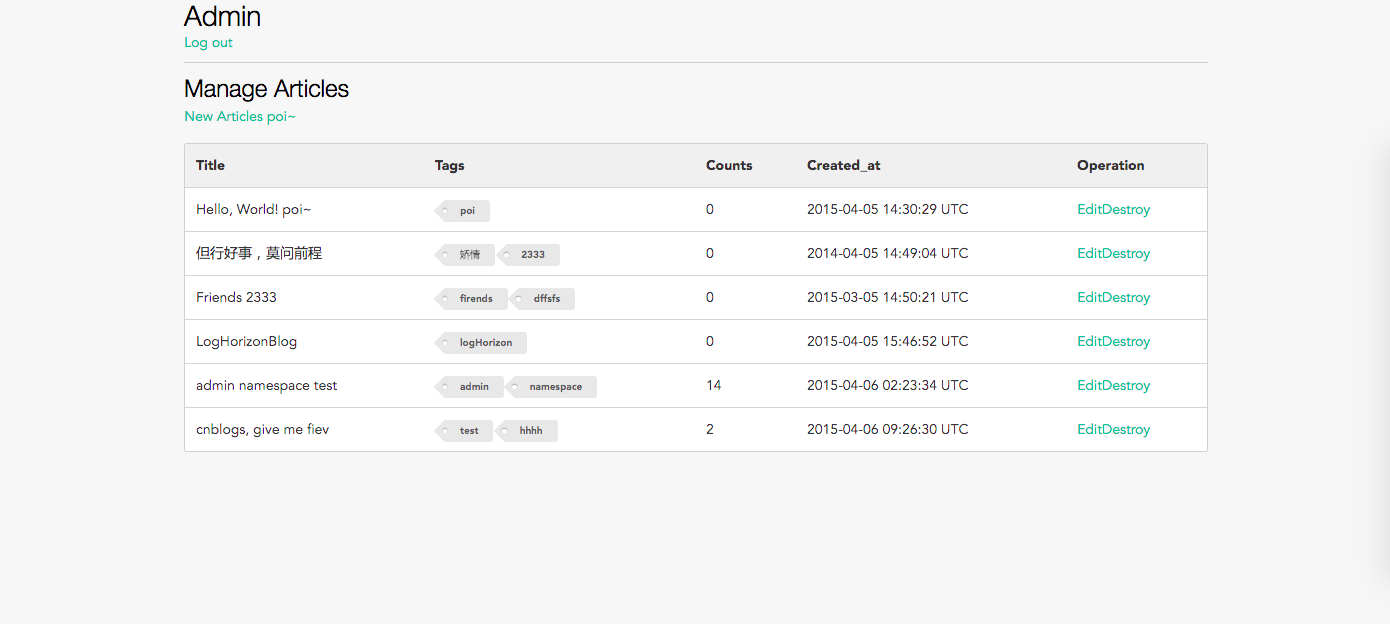 Admin
Log out
Manage Articles
New Articles poi~
Title Tags Counts Created_at Operation
Hello, World! poi~ poi 0 2015-04-05 14:30:29 UTC EditDestroy
但行好事，莫问前程 矫情 2333 0 2014-04-05 14:49:04 UTC EditDestroy
Friends 2333 firends dffsfs 0 2015-03-05 14:50:21 UTC EditDestroy
LogHorizonBlog logHorizon 0 2015-04-05 15:46:52 UTC EditDestroy
admin namespace test admin namespace 14 2015-04-06 02:23:34 UTC EditDestroy
cnblogs, give me fiev test hhhh 2 2015-04-06 09:26:30 UTC EditDestroy